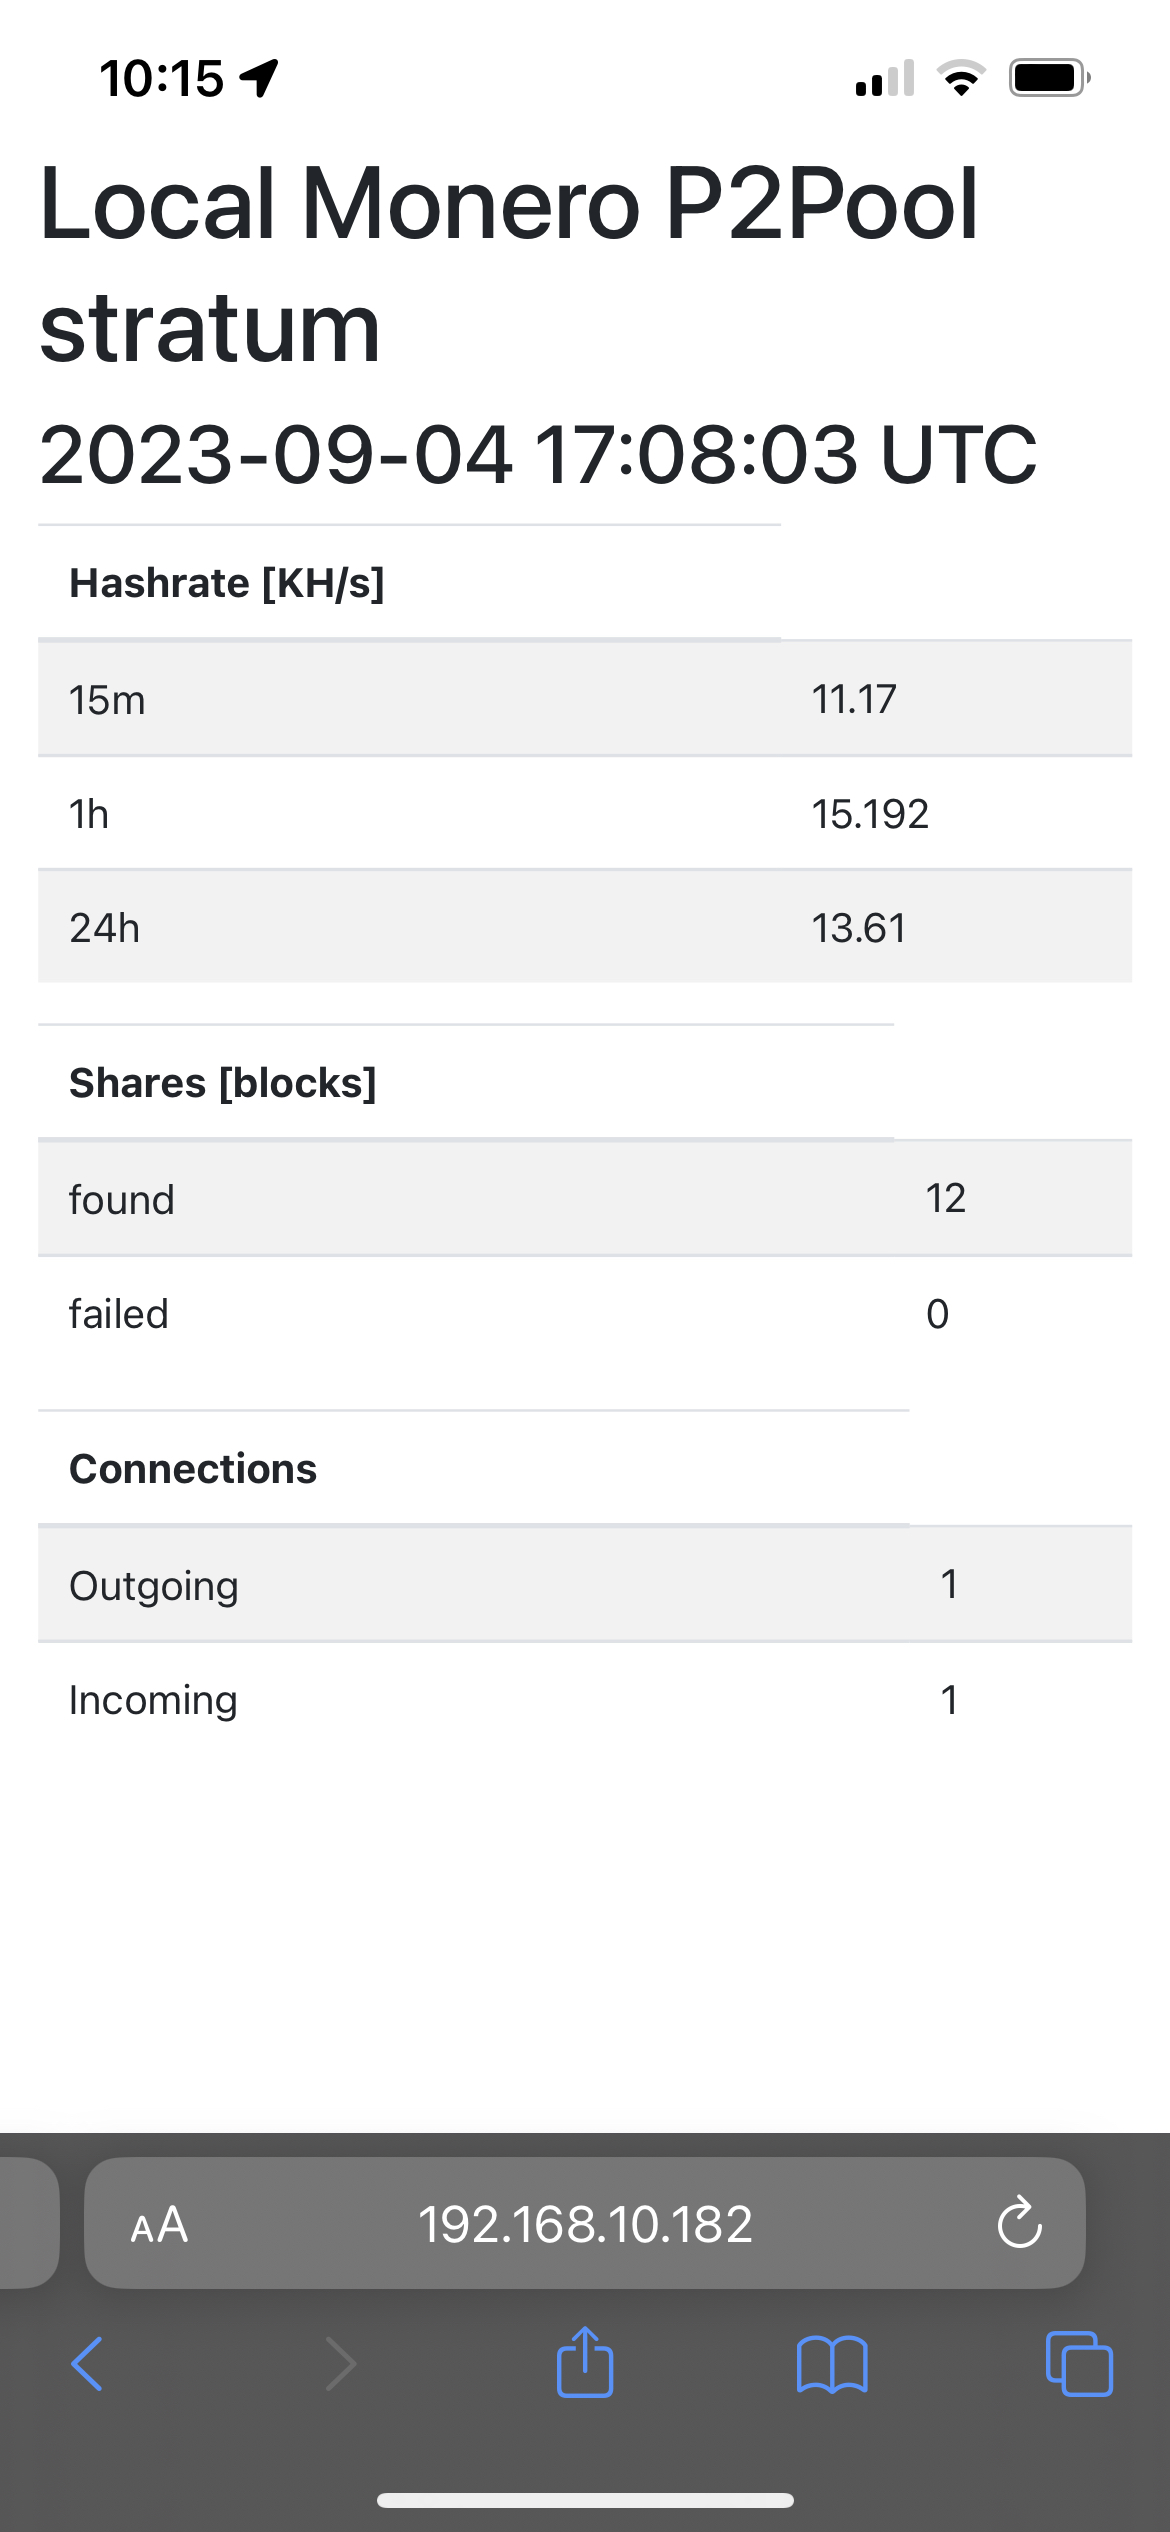 10:15
Local Monero P2Pool
stratum
2023-09-04 17:08:03 UTC
Hashrate [KH/s]
15m 11.17
1h 15.192
24h 13.61
Shares [blocks]
found 12
failed 0
Connections
Outgoing 1
Incoming 1
AA 192.168.10.182